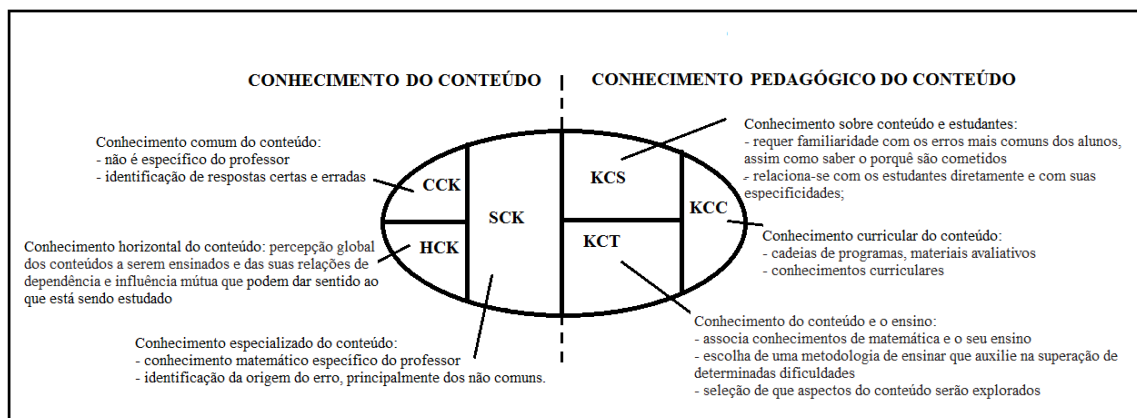 CONHECIMENTO DO CONTEÚDO
CONHECIMENTO PEDAGÓGICO DO CONTEÚDO
Conhecimento comum do conteúdo:
- não é específico do professor
- identificação de respostas certas e erradas
Conhecimento horizontal do conteúdo: percepção global
dos conteúdos a serem ensinados e das suas relações de
dependência e influência mútua que podem dar sentido ao
que está sendo estudado
Conhecimento especializado do conteúdo:
- conhecimento matemático específico do professor
- identificação da origem do erro, principalmente dos não comuns.
CCK
HCK
SCK
KCS
KCT
KCC
Conhecimento sobre conteúdo e estudantes:
- requer familiaridade com os erros mais comuns dos alunos,
assim como saber o porquê são cometidos
- relaciona-se com os estudantes diretamente e com suas
especificidades;
Conhecimento curricular do conteúdo:
- cadeias de programas, materiais avaliativos
- conhecimentos curriculares
Conhecimento do conteúdo e o ensino:
- associa conhecimentos de matemática e o seu ensino
- escolha de uma metodologia de ensinar que auxilie na superação de
determinadas dificuldades
- seleção de que aspectos do conteúdo serão explorados